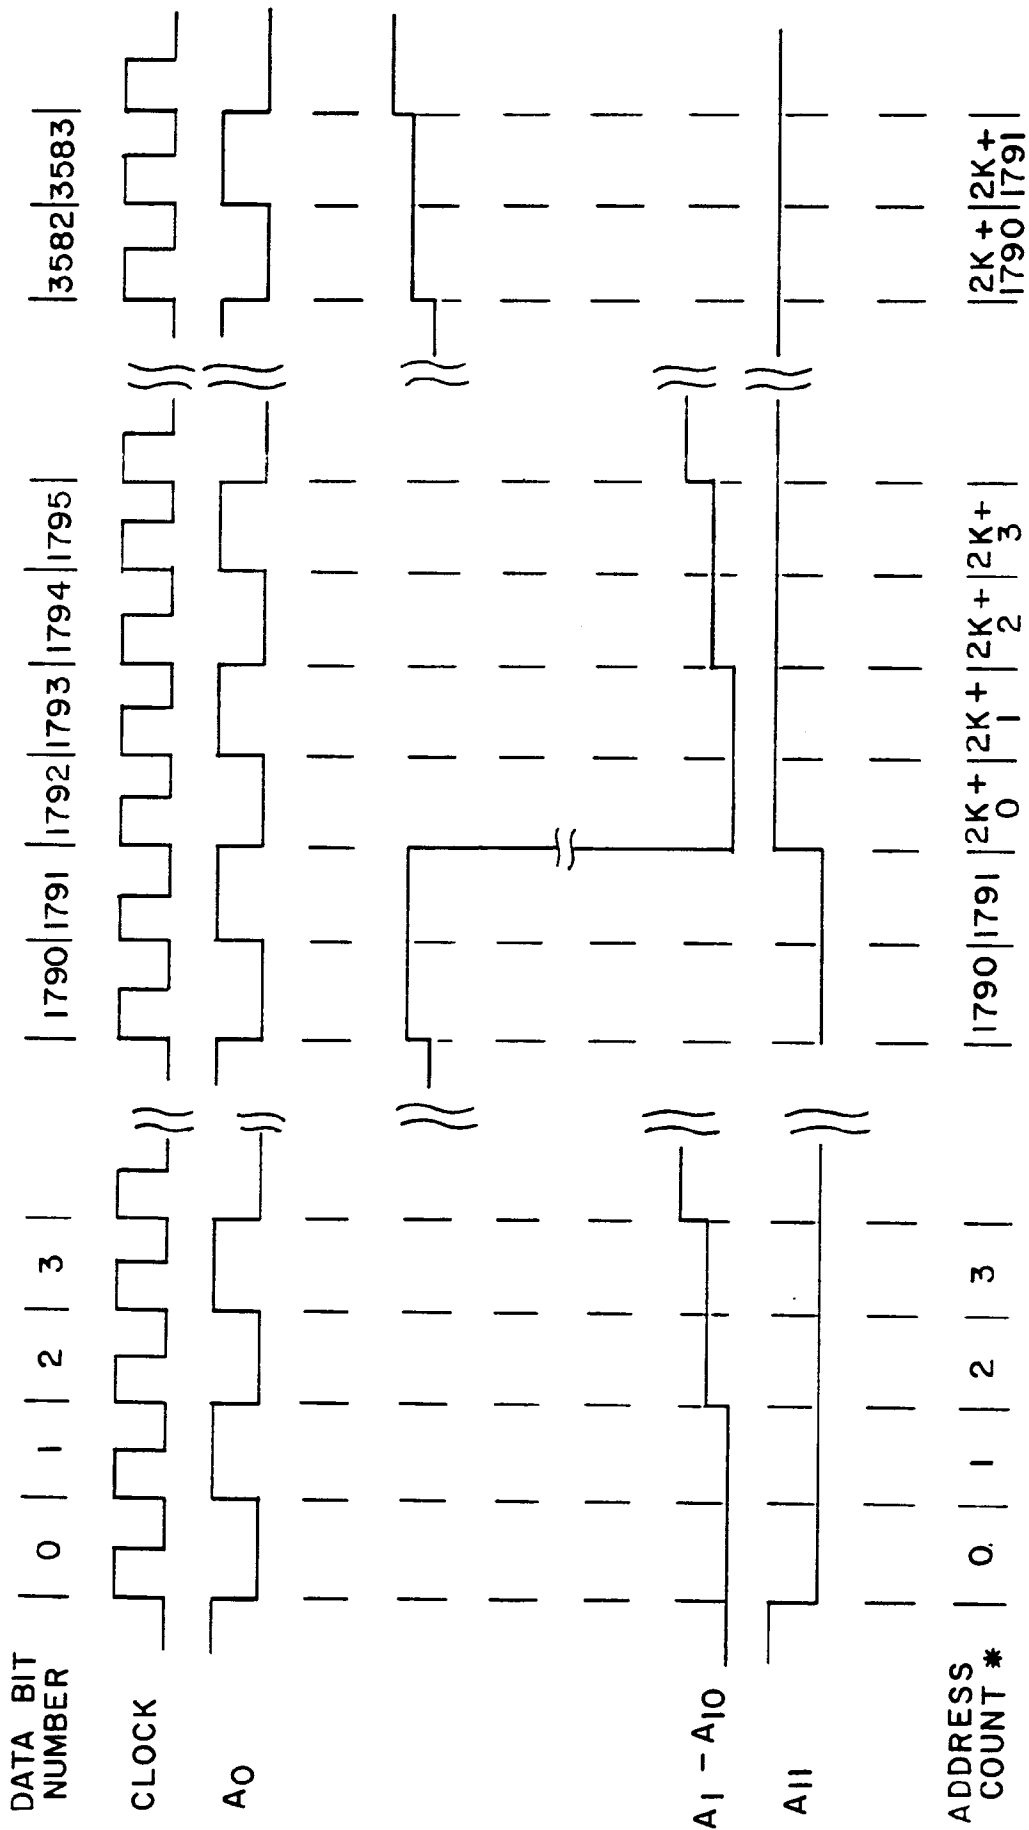 DATA BIT
NUMBER
|0|1|2|3|
|1790|1791|1792|1793|1794|1795|
|3582|3583|
CLOCK
A0
A1 - A10
A11
ADDRESS
COUNT *
|0.|1|2|3|
|1790|1791|2K+|2K+|2K+|2K+|
0 1 2 3
|2K+|2K+|
1790|1791